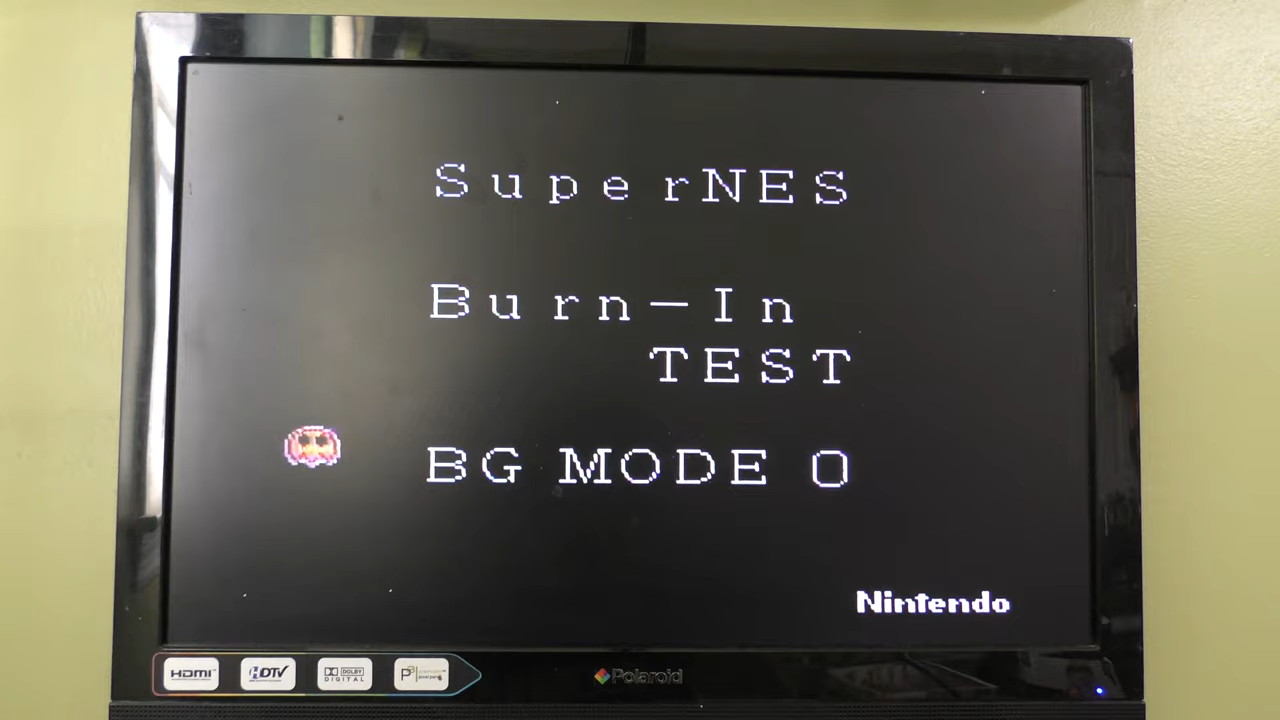 SuperNES
Burn-In
TEST
BG MODE 0
Nintendo
HDMI
HDTV
DOLBY
DIGITAL
Polaroid